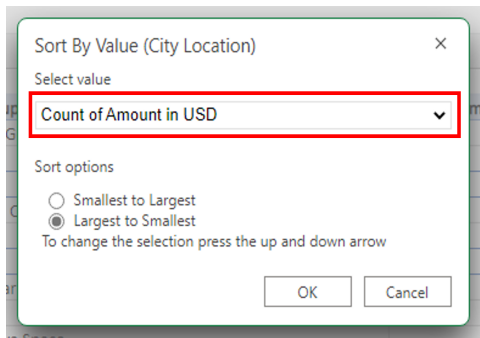 Sort By Value (City Location)
Select value
Count of Amount in USD
Sort options
Smallest to Largest
Largest to Smallest
To change the selection press the up and down arrow
OK Cancel